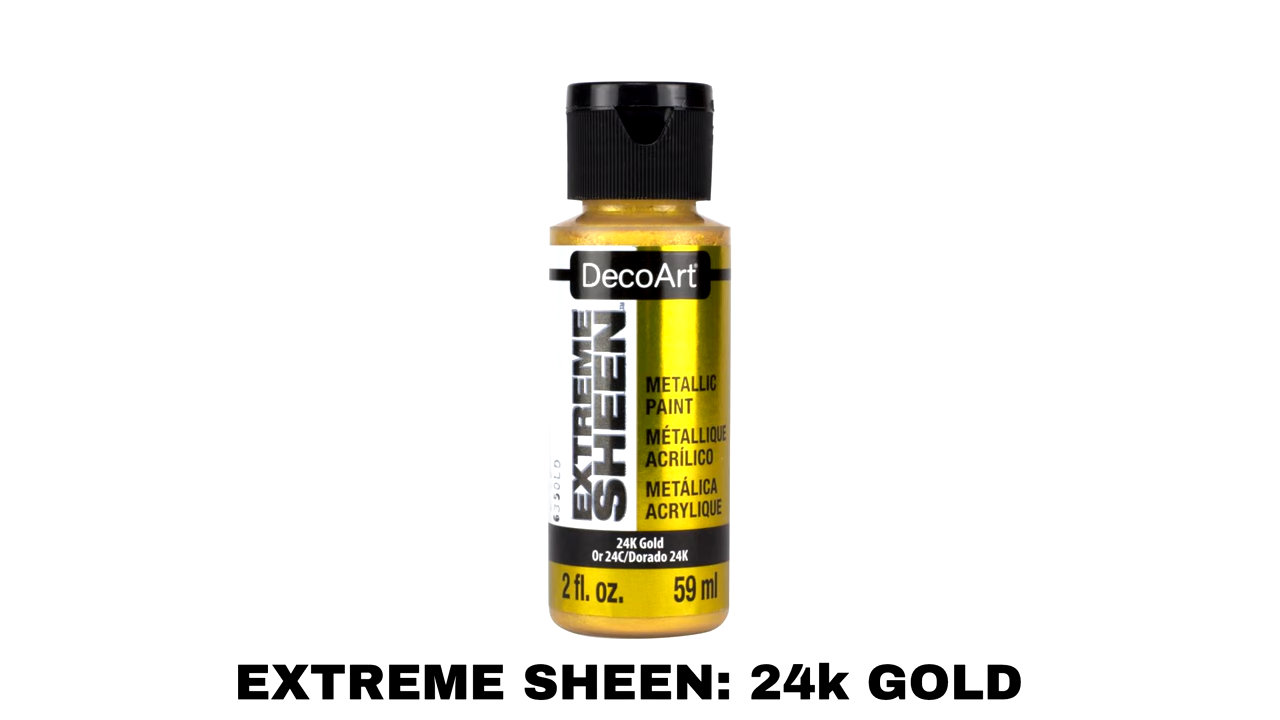 DecoArt®
EXTREME
SHEEN™
METALLIC
PAINT
MÉTALLIQUE
ACRÍLICO
METÁLICA
ACRYLIQUE
24K Gold
Or 24C/Dorado 24K
2 fl. oz. 59 ml
EXTREME SHEEN: 24k GOLD